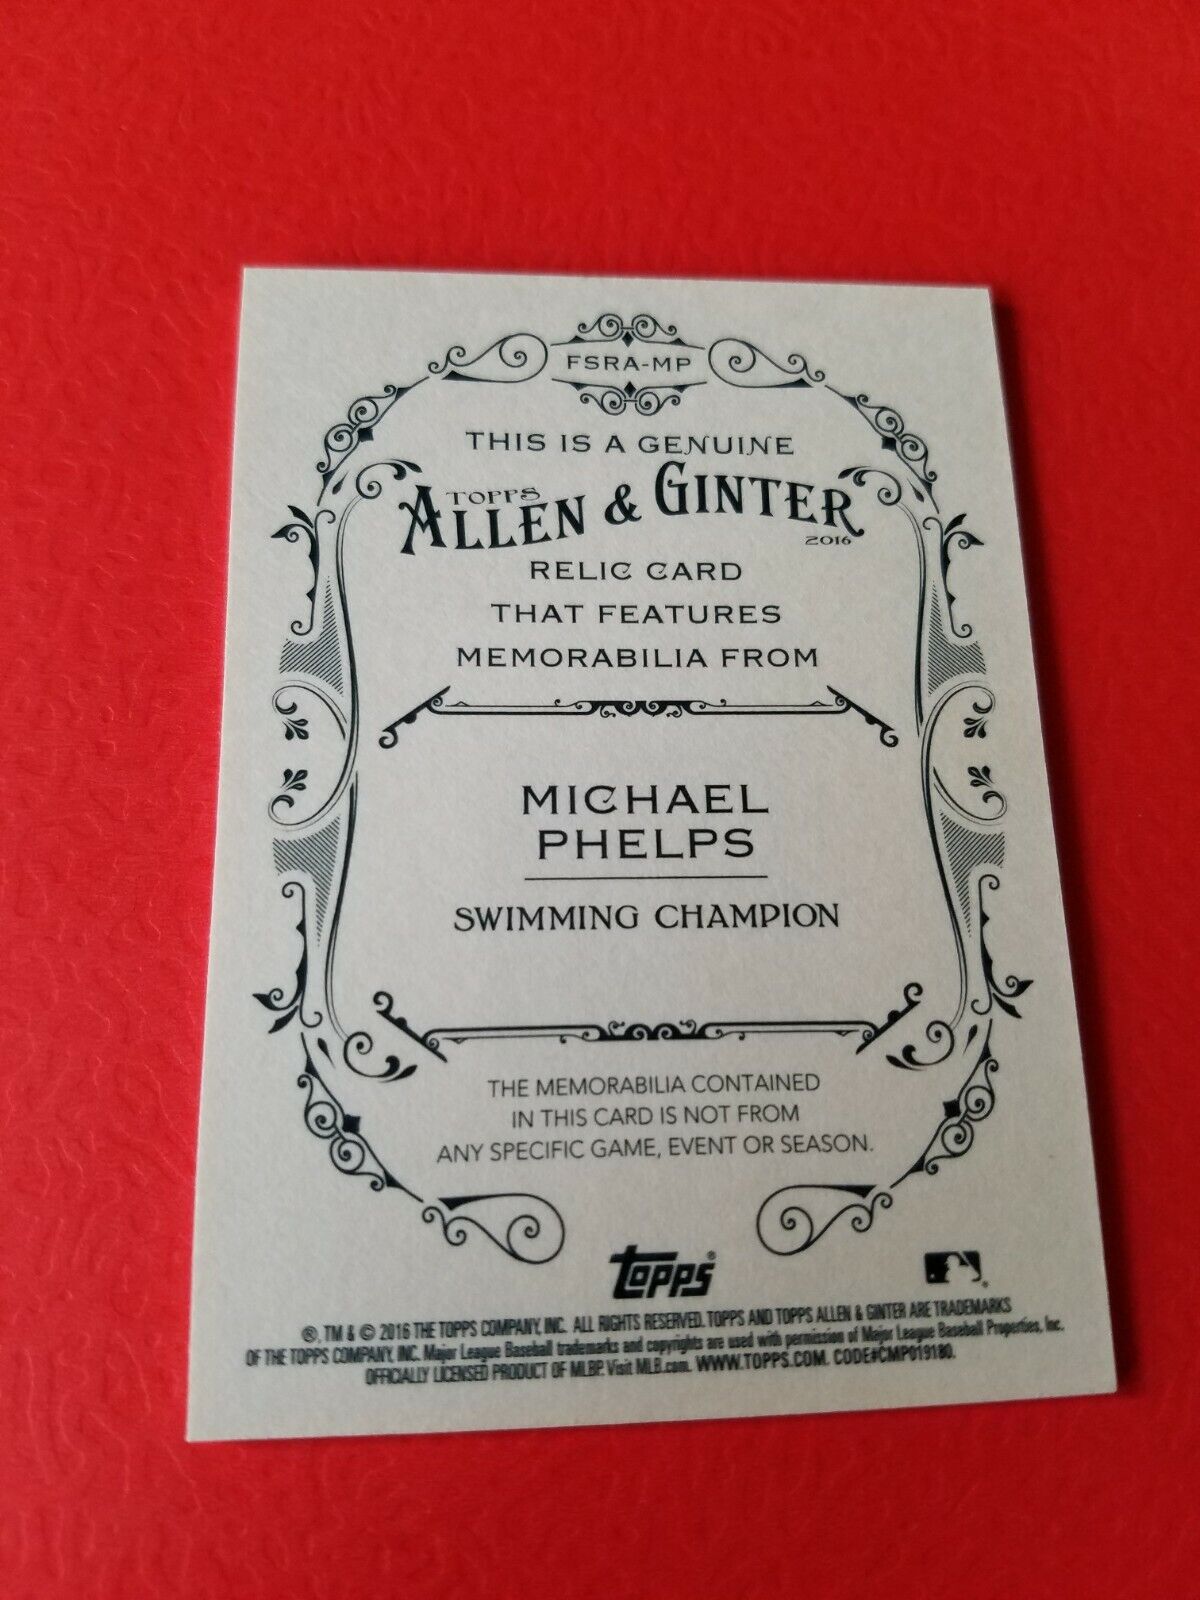 FSRA-MP
THIS IS A GENUINE
TOPPS
ALLEN & GINTER
2016
RELIC CARD
THAT FEATURES
MEMORABILIA FROM
MICHAEL
PHELPS
SWIMMING CHAMPION
THE MEMORABILIA CONTAINED
IN THIS CARD IS NOT FROM
ANY SPECIFIC GAME, EVENT OR SEASON.
topps®
®, TM & © 2016 THE TOPPS COMPANY, INC. ALL RIGHTS RESERVED. TOPPS AND TOPPS ALLEN & GINTER ARE TRADEMARKS
OF THE TOPPS COMPANY, INC. Major League Baseball trademarks and copyrights are used with permission of Major League Baseball Properties, Inc.
OFFICIALLY LICENSED PRODUCT OF MLBP. Visit MLB.com. WWW.TOPPS.COM. CODE#CMP019180.